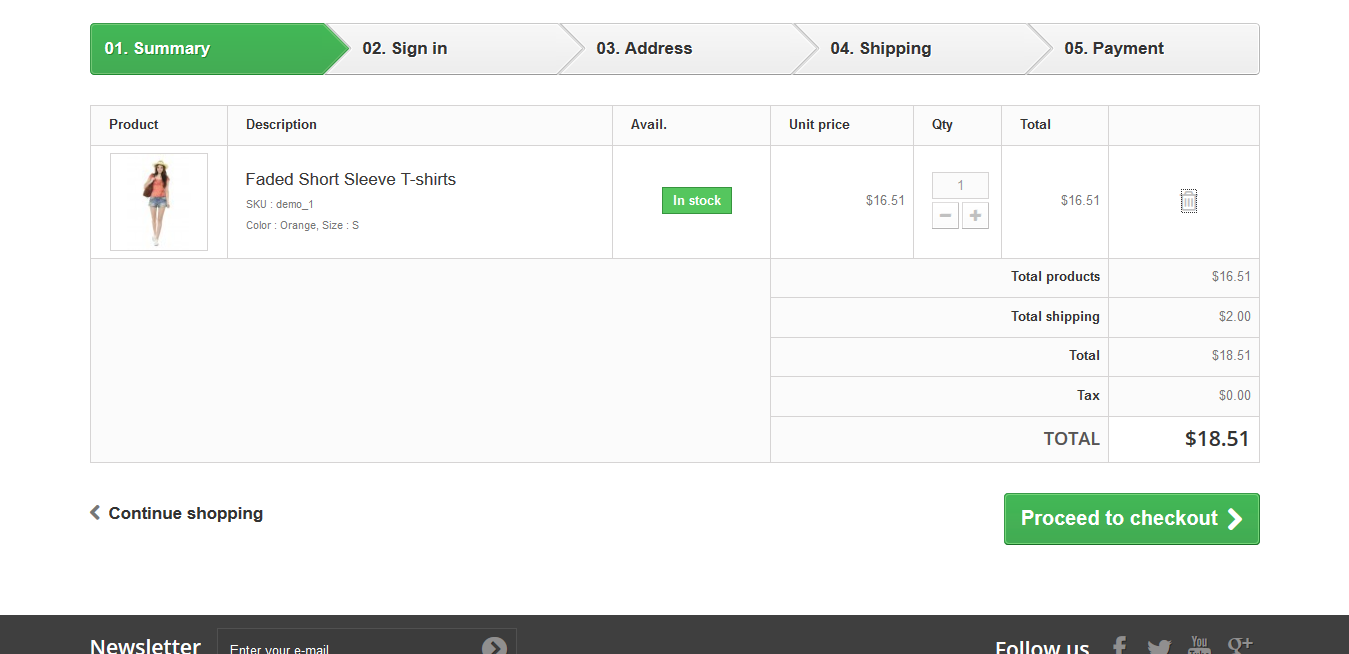 01. Summary 02. Sign in 03. Address 04. Shipping 05. Payment
Product Description Avail. Unit price Qty Total
Faded Short Sleeve T-shirts
SKU : demo_1
Color : Orange, Size : S
In stock
$16.51
1
$16.51
Total products $16.51
Total shipping $2.00
Total $18.51
Tax $0.00
TOTAL $18.51
Continue shopping
Proceed to checkout
Newsletter
Enter your e-mail
Follow us
You
g+